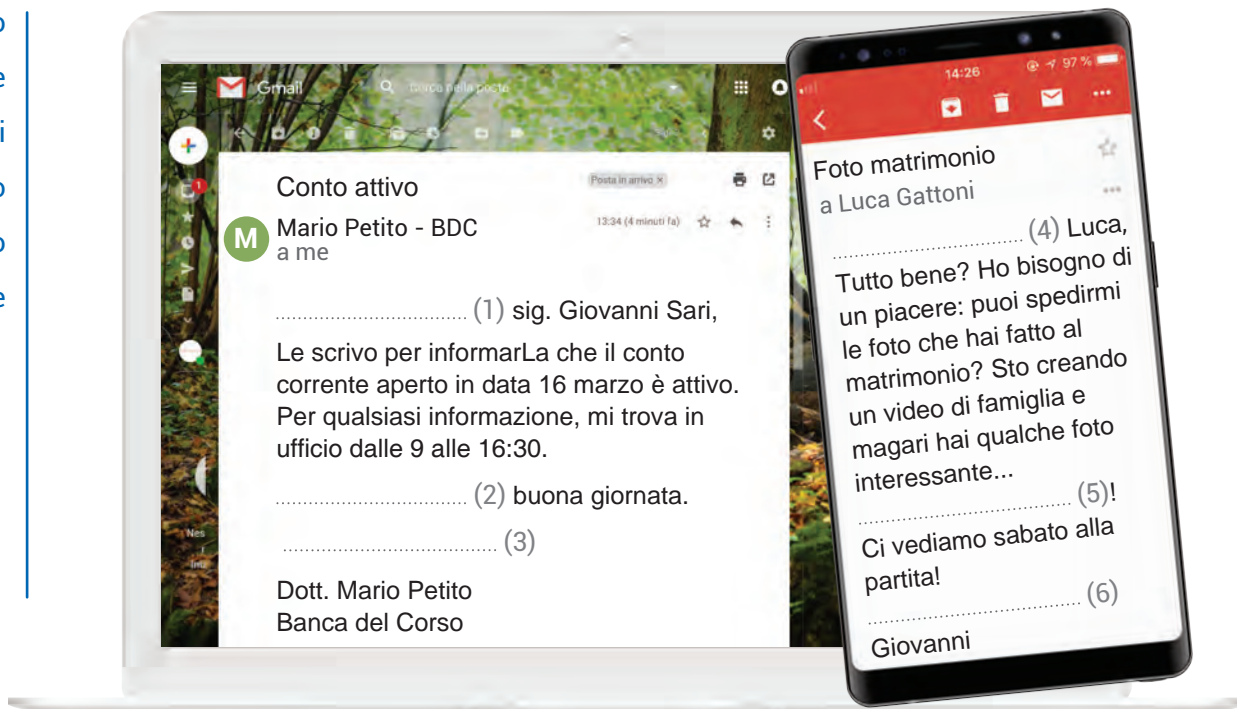 o
e
i
o
o
e
Gmail
Cerca nella posta
1
Conto attivo
Posta in arrivo ×
M
Mario Petito - BDC
13:34 (4 minuti fa)
a me
................................ (1) sig. Giovanni Sari,
Le scrivo per informarLa che il conto
corrente aperto in data 16 marzo è attivo.
Per qualsiasi informazione, mi trova in
ufficio dalle 9 alle 16:30.
................................ (2) buona giornata.
.................................... (3)
Dott. Mario Petito
Banca del Corso
Nes
14:26
97 %
Foto matrimonio
a Luca Gattoni
................................ (4) Luca,
Tutto bene? Ho bisogno di
un piacere: puoi spedirmi
le foto che hai fatto al
matrimonio? Sto creando
un video di famiglia e
magari hai qualche foto
interessante...
.................................... (5)!
Ci vediamo sabato alla
partita!
.................................... (6)
Giovanni